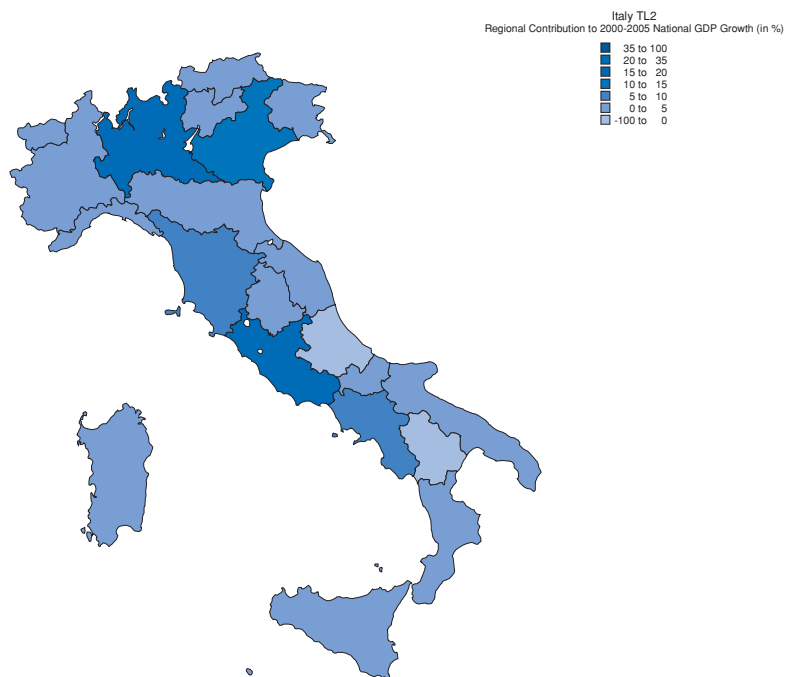 Italy TL2
Regional Contribution to 2000-2005 National GDP Growth (in %)
35 to 100
20 to 35
15 to 20
10 to 15
5 to 10
0 to 5
-100 to 0